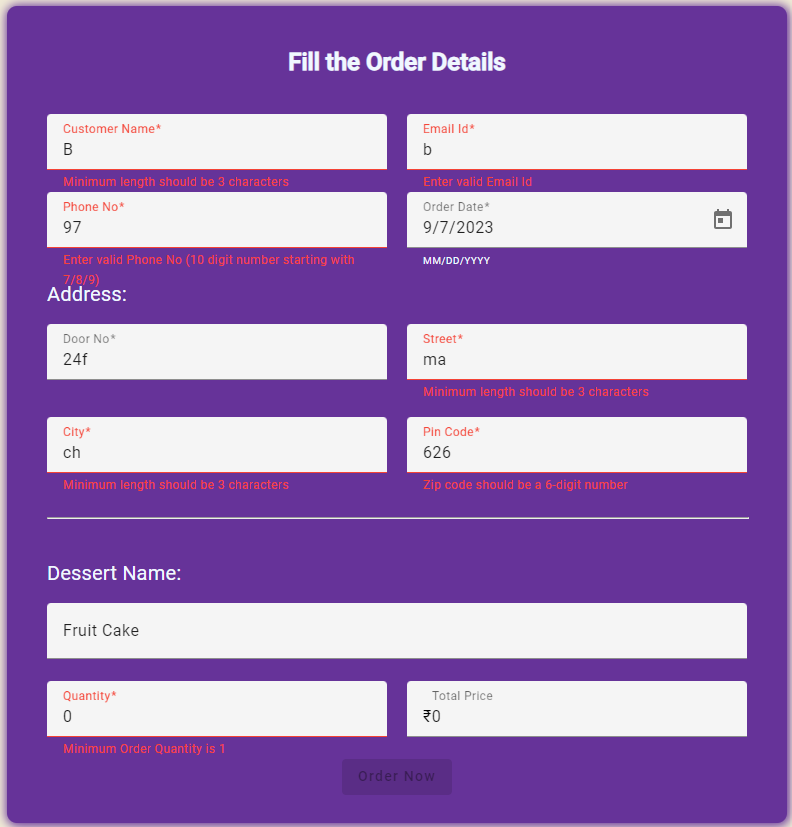 Fill the Order Details
Customer Name*
B
Minimum length should be 3 characters
Email Id*
b
Enter valid Email Id
Phone No*
97
Enter valid Phone No (10 digit number starting with
7/8/9)
Order Date*
9/7/2023
MM/DD/YYYY
Address:
Door No*
24f
Street*
ma
Minimum length should be 3 characters
City*
ch
Minimum length should be 3 characters
Pin Code*
626
Zip code should be a 6-digit number
Dessert Name:
Fruit Cake
Quantity*
0
Minimum Order Quantity is 1
Total Price
₹0
Order Now